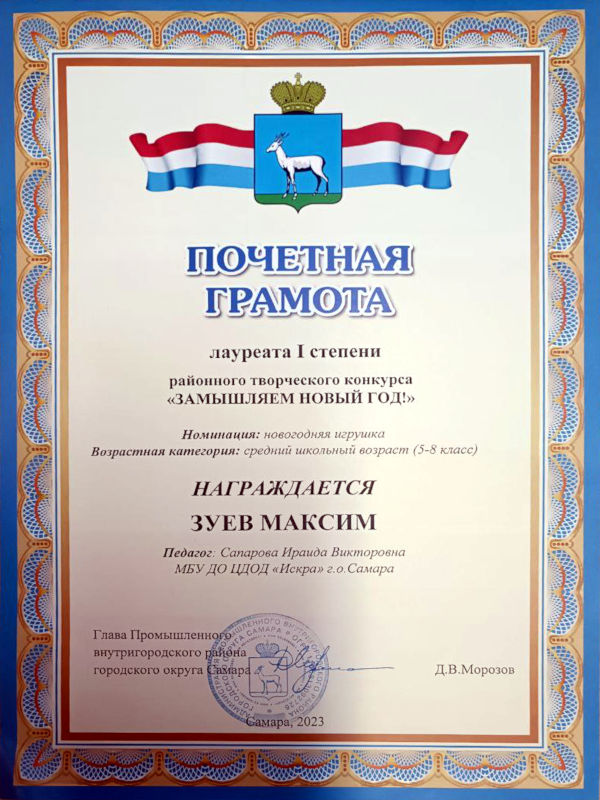 ПОЧЕТНАЯ
ГРАМОТА
лауреата I степени
районного творческого конкурса
«ЗАМЫШЛЯЕМ НОВЫЙ ГОД!»
Номинация: новогодняя игрушка
Возрастная категория: средний школьный возраст (5-8 класс)
НАГРАЖДАЕТСЯ
ЗУЕВ МАКСИМ
Педагог: Сапарова Ираида Викторовна
МБУ ДО ЦДОД «Искра» г.о.Самара
Глава Промышленного
внутригородского района
городского округа Самара
Д.В.Морозов
Самара, 2023